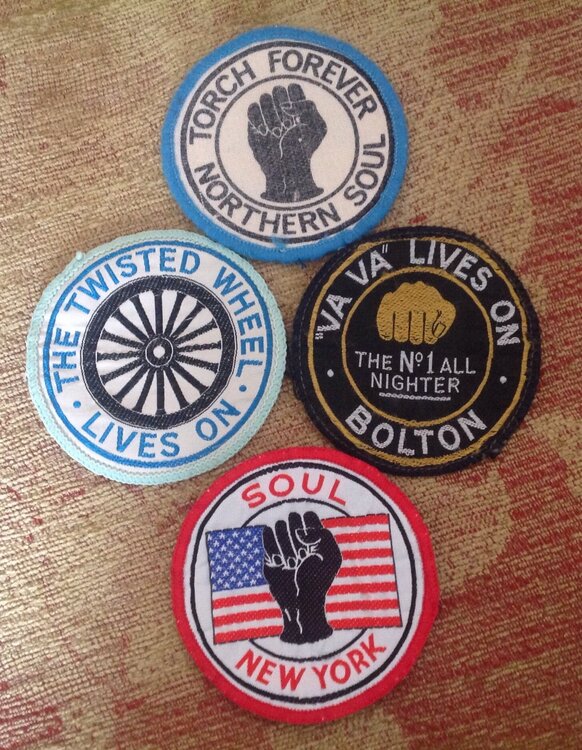 TORCH FOREVER
NORTHERN SOUL
THE TWISTED WHEEL
· LIVES ON ·
"VA VA" LIVES ON
THE Nº1 ALL
NIGHTER
· BOLTON ·
SOUL
NEW YORK